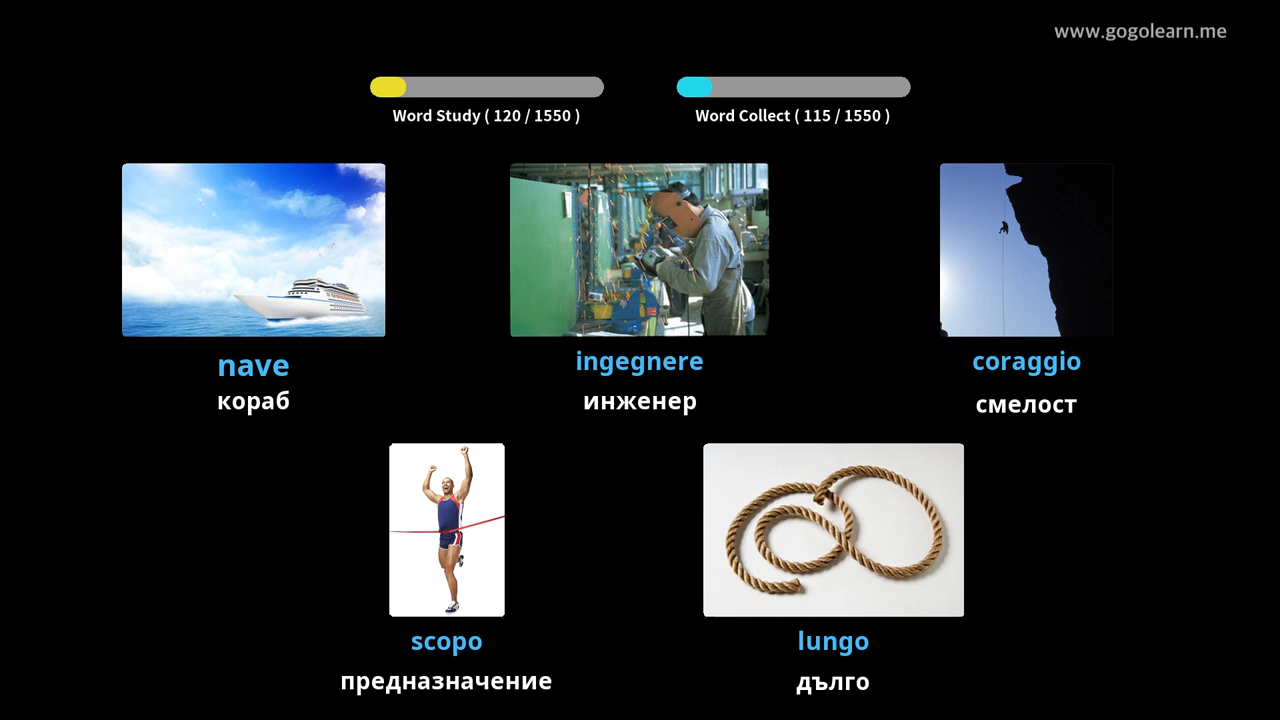 www.gogolearn.me
Word Study ( 120 / 1550 )
Word Collect ( 115 / 1550 )
nave
кораб
ingegnere
инженер
coraggio
смелост
scopo
предназначение
lungo
дълго